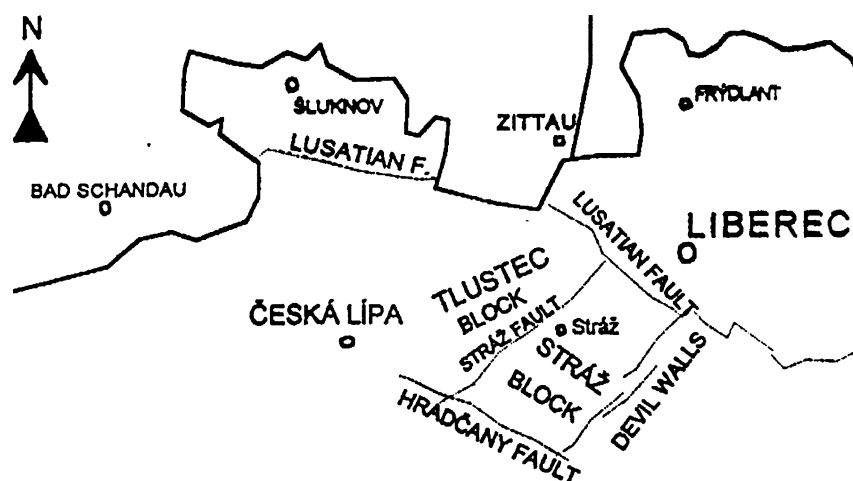 N
ŠLUKNOV
FRÝDLANT
ZITTAU
LUSATIAN F.
BAD SCHANDAU
LUSATIAN FAULT
LIBEREC
TLUSTEC
BLOCK
ČESKÁ LÍPA
STRÁŽ FAULT
Stráž
STRÁŽ
BLOCK
DEVIL WALLS
HRADČANY FAULT